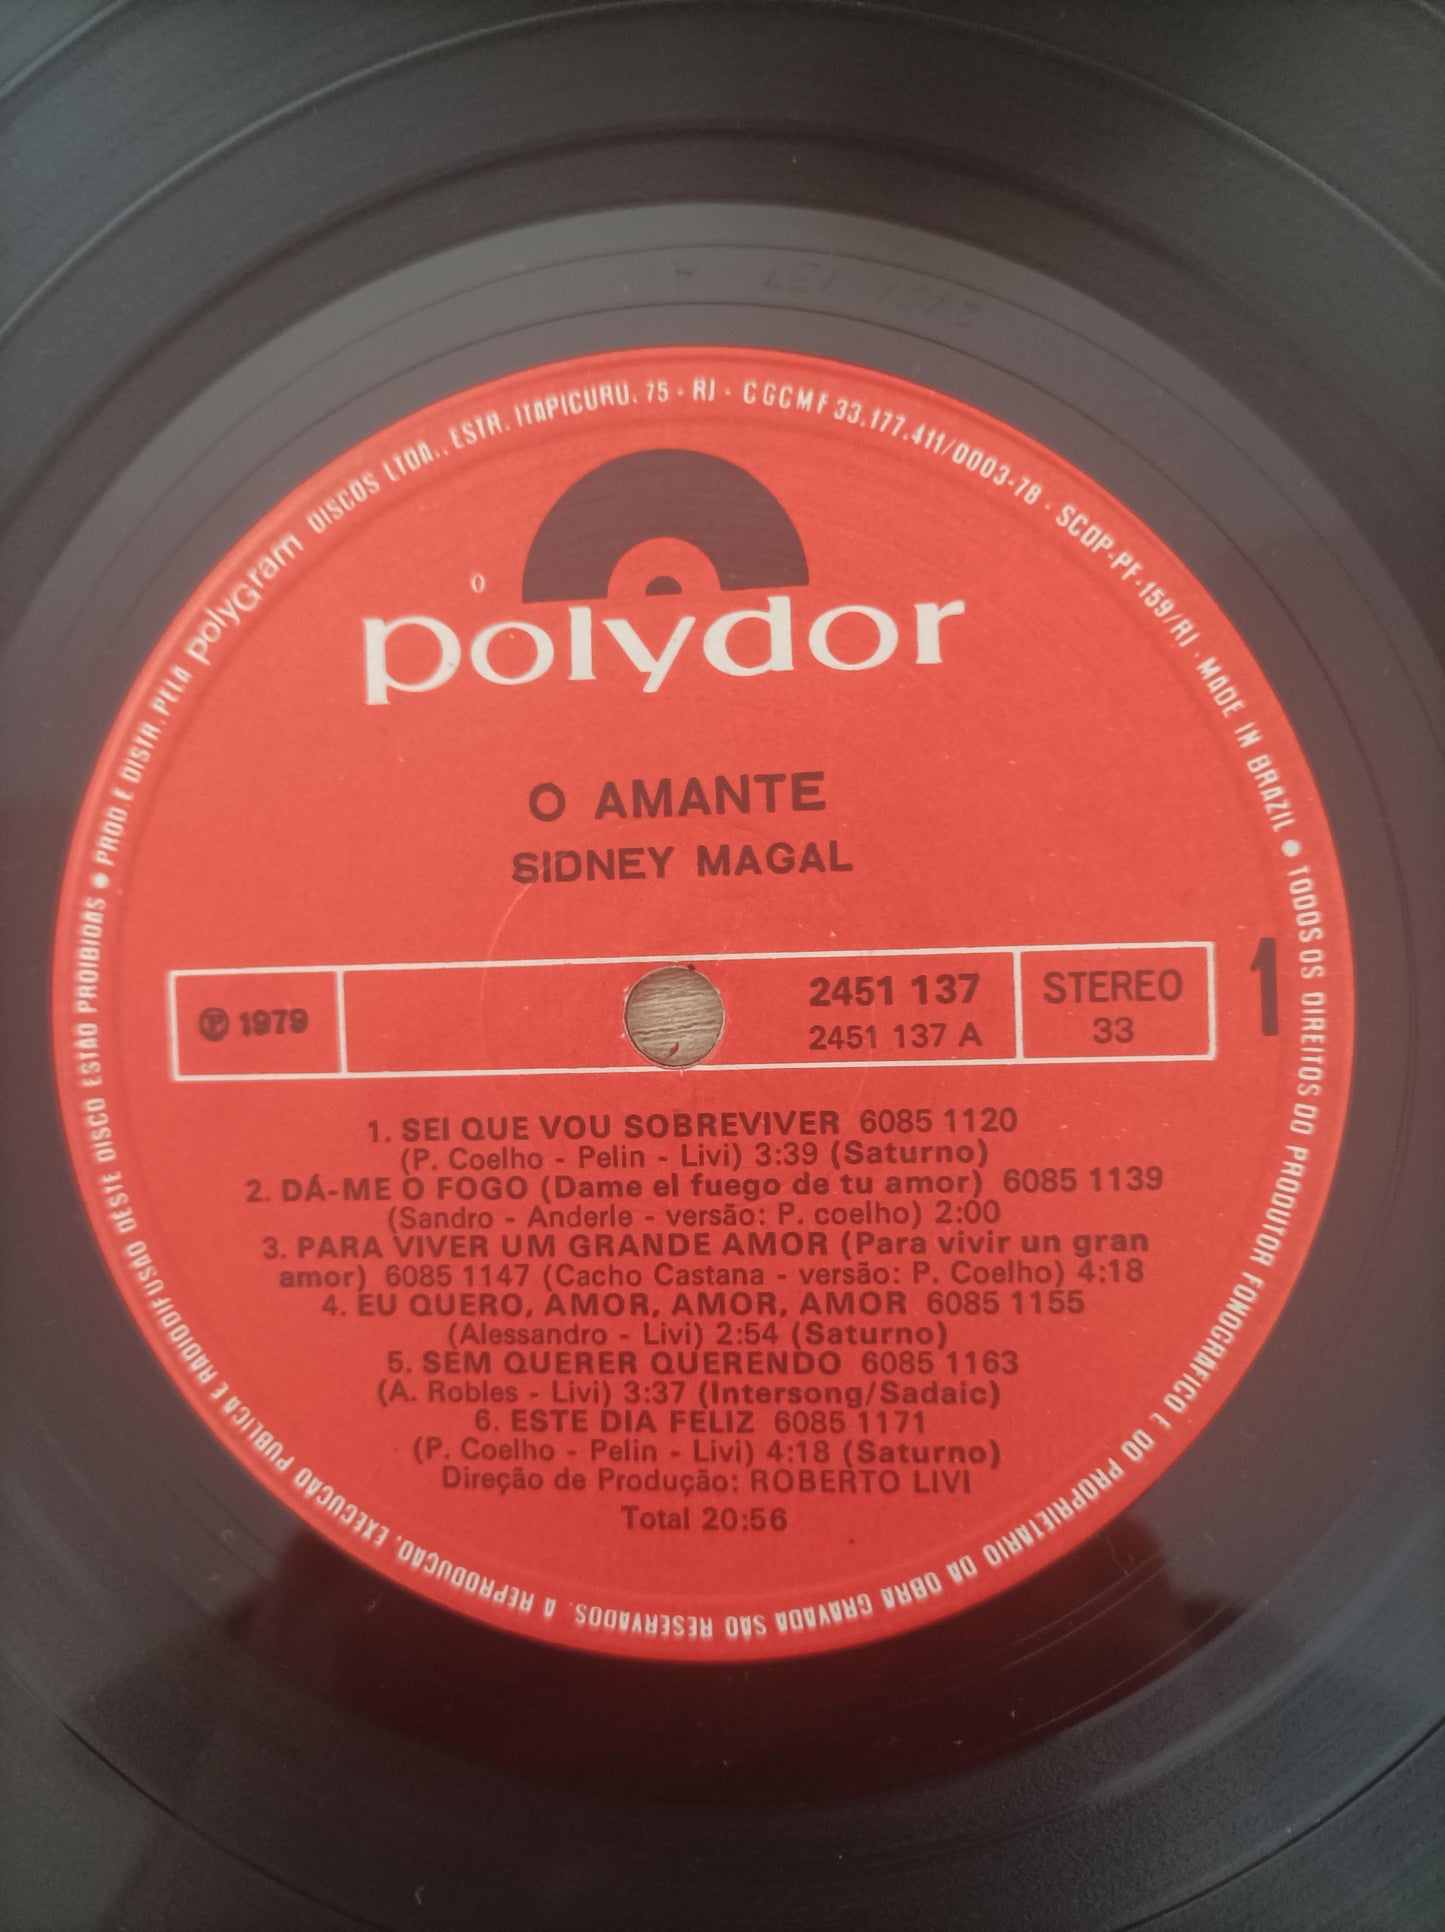 PROD. E DISTR. PELA polyGram DISCOS LTDA., ESTR. ITAPICURU, 75 - RJ - CGCMF 33.177.411/0003-78 - SCDP-PF-159/RJ - MADE IN BRAZIL
polydor
O AMANTE
SIDNEY MAGAL
℗ 1979
2451 137
2451 137 A
STEREO
33
1
1. SEI QUE VOU SOBREVIVER 6085 1120
(P. Coelho - Pelin - Livi) 3:39 (Saturno)
2. DÁ-ME O FOGO (Dame el fuego de tu amor) 6085 1139
(Sandro - Anderle - versão: P. coelho) 2:00
3. PARA VIVER UM GRANDE AMOR (Para vivir un gran
amor) 6085 1147 (Cacho Castana - versão: P. Coelho) 4:18
4. EU QUERO, AMOR, AMOR, AMOR 6085 1155
(Alessandro - Livi) 2:54 (Saturno)
5. SEM QUERER QUERENDO 6085 1163
(A. Robles - Livi) 3:37 (Intersong/Sadaic)
6. ESTE DIA FELIZ 6085 1171
(P. Coelho - Pelin - Livi) 4:18 (Saturno)
Direção de Produção: ROBERTO LIVI
Total 20:56
TODOS OS DIREITOS DO PRODUTOR FONOGRÁFICO E DO PROPRIETÁRIO DA OBRA GRAVADA SÃO RESERVADOS. A REPRODUÇÃO, EXECUÇÃO PÚBLICA E RADIODIFUSÃO DESTE DISCO ESTÃO PROIBIDAS